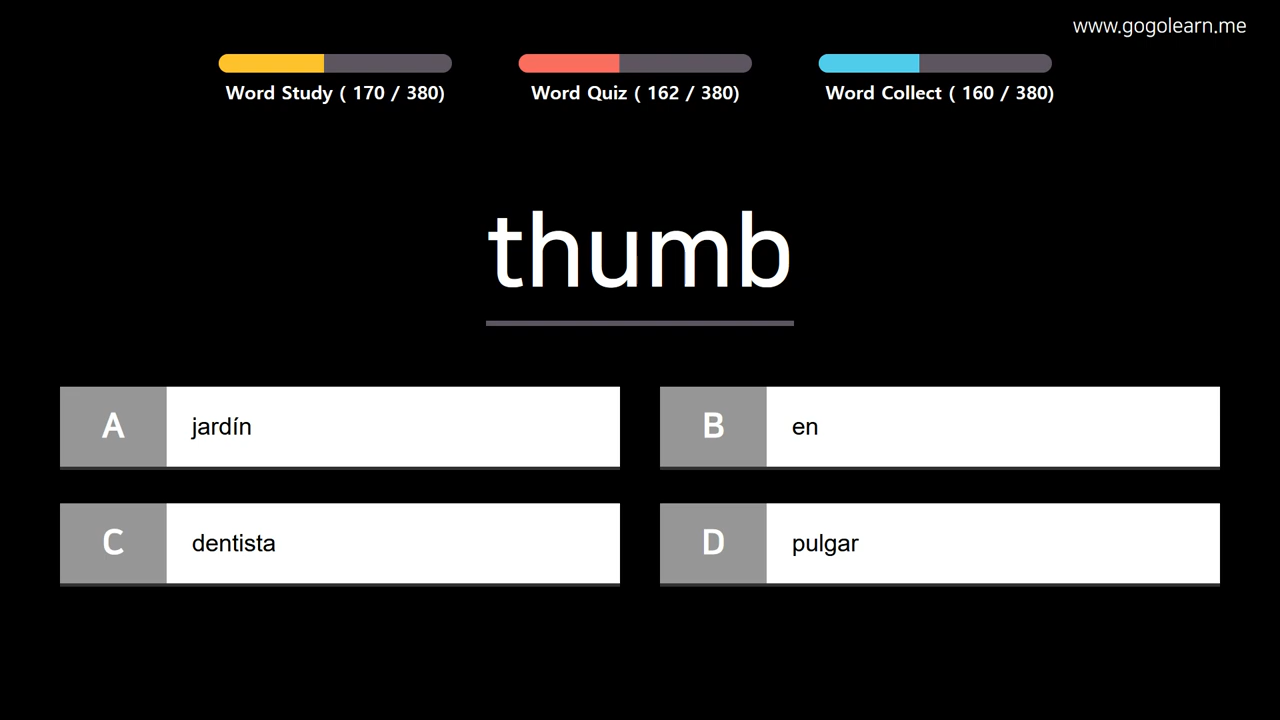 www.gogolearn.me
Word Study ( 170 / 380)
Word Quiz ( 162 / 380)
Word Collect ( 160 / 380)
thumb
A jardín
B en
C dentista
D pulgar